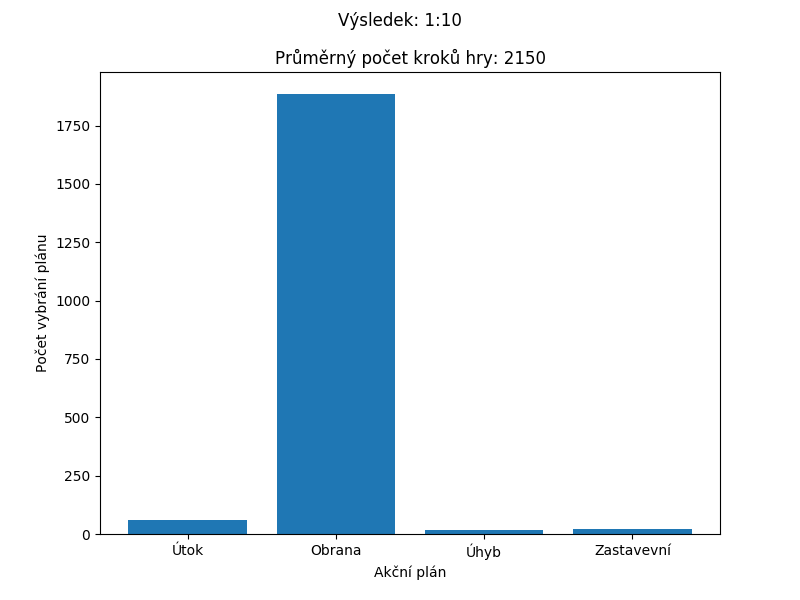 Výsledek: 1:10
Průměrný počet kroků hry: 2150
1750
1500
1250
1000
750
500
250
0
Počet vybrání plánu
Útok Obrana Úhyb Zastavevní
Akční plán